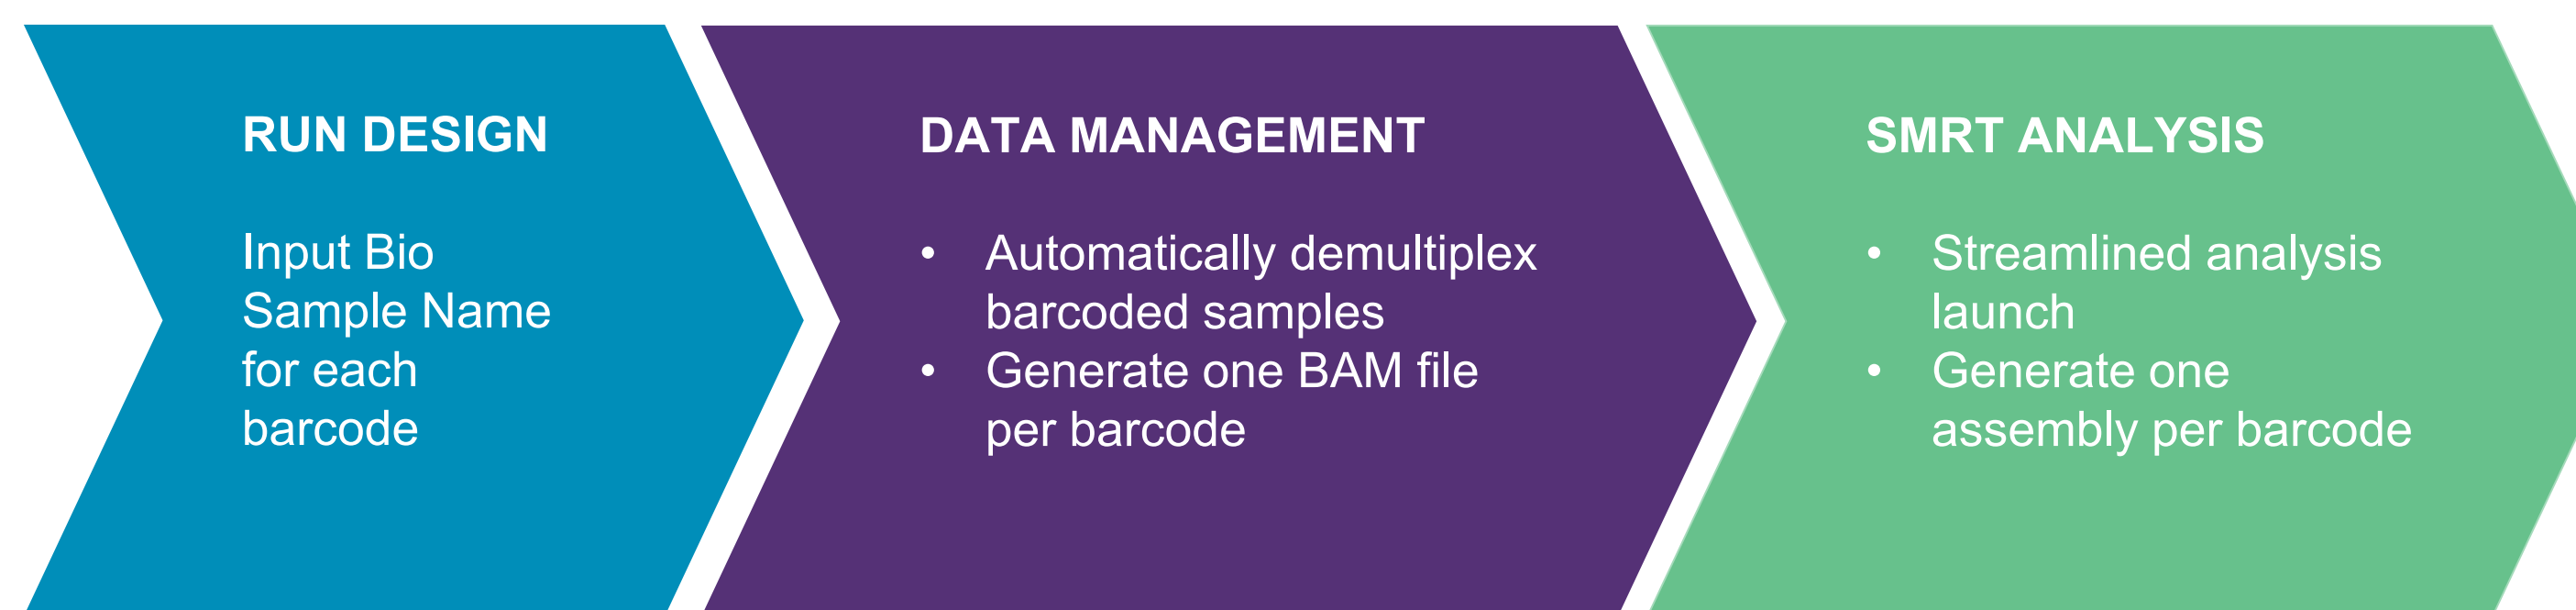 RUN DESIGN
Input Bio
Sample Name
for each
barcode
DATA MANAGEMENT
• Automatically demultiplex
barcoded samples
• Generate one BAM file
per barcode
SMRT ANALYSIS
• Streamlined analysis
launch
• Generate one
assembly per barcode